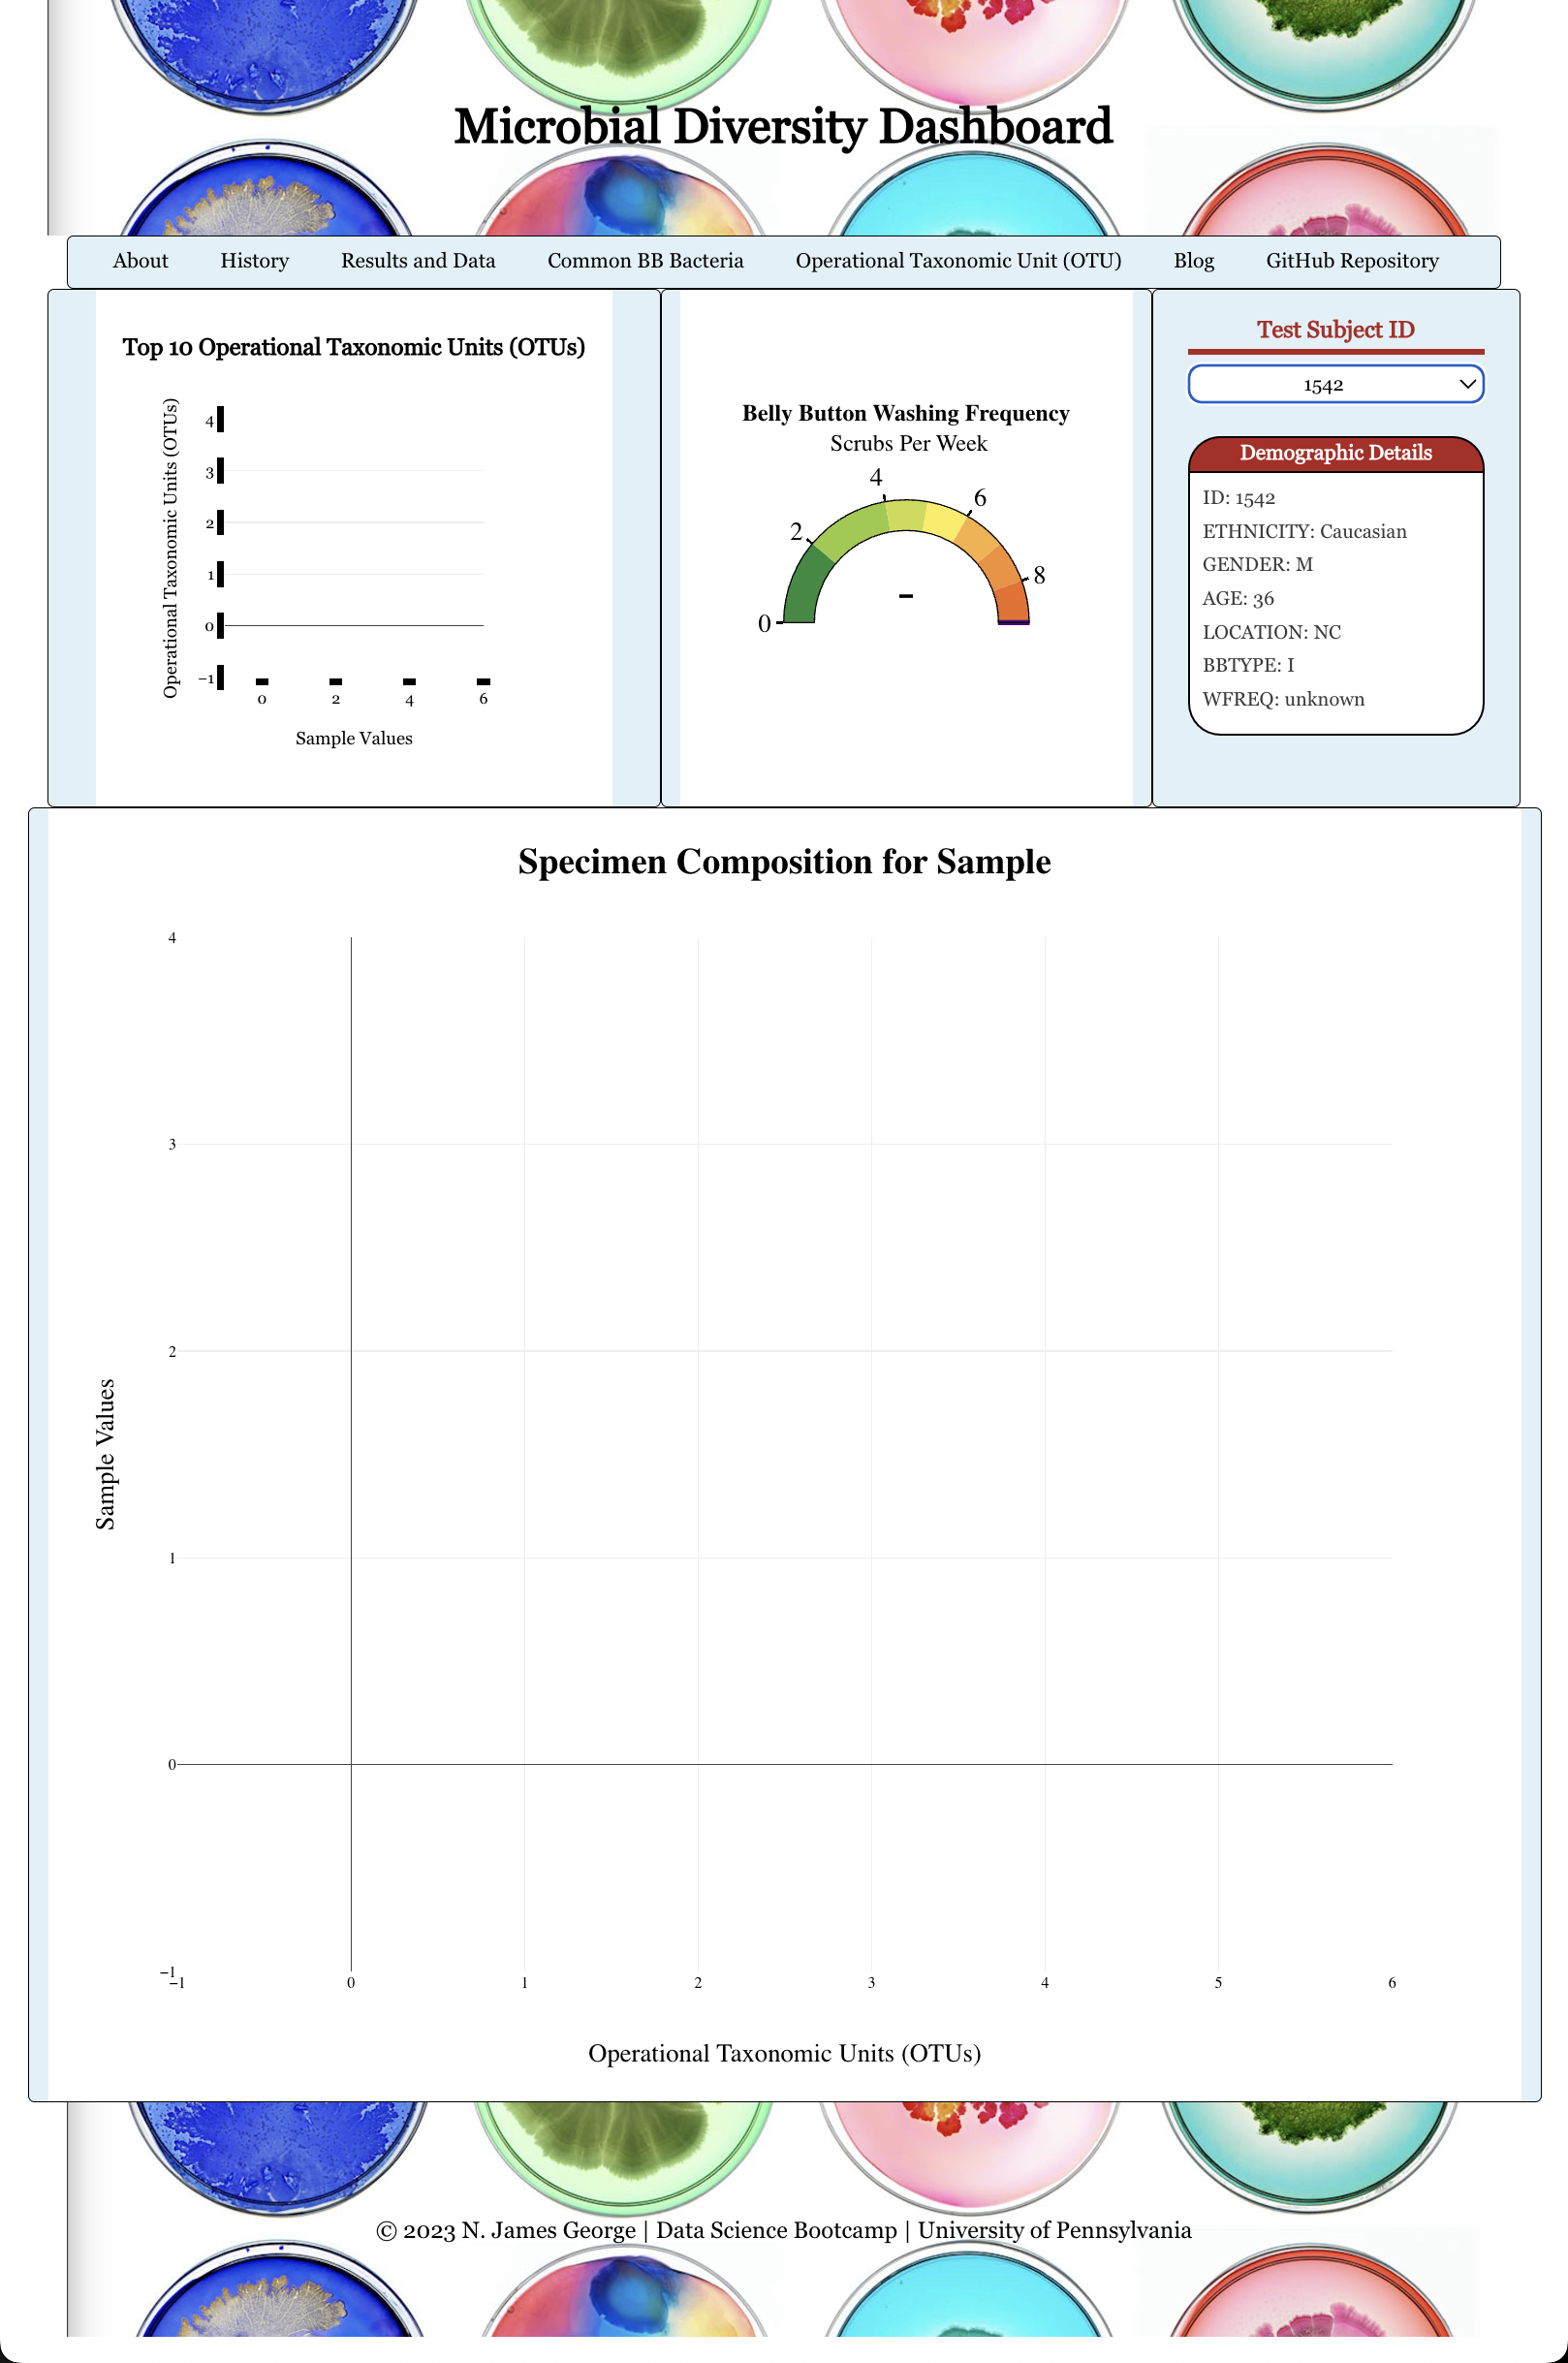 Microbial Diversity Dashboard
About History Results and Data Common BB Bacteria Operational Taxonomic Unit (OTU) Blog GitHub Repository
Top 10 Operational Taxonomic Units (OTUs)
Operational Taxonomic Units (OTUs)
4
3
2
1
0
−1
0 2 4 6
Sample Values
Belly Button Washing Frequency
Scrubs Per Week
0
2
4
6
8
-
Test Subject ID
1542
Demographic Details
ID: 1542
ETHNICITY: Caucasian
GENDER: M
AGE: 36
LOCATION: NC
BBTYPE: I
WFREQ: unknown
Specimen Composition for Sample
Sample Values
4
3
2
1
0
−1
−1 0 1 2 3 4 5 6
Operational Taxonomic Units (OTUs)
© 2023 N. James George | Data Science Bootcamp | University of Pennsylvania